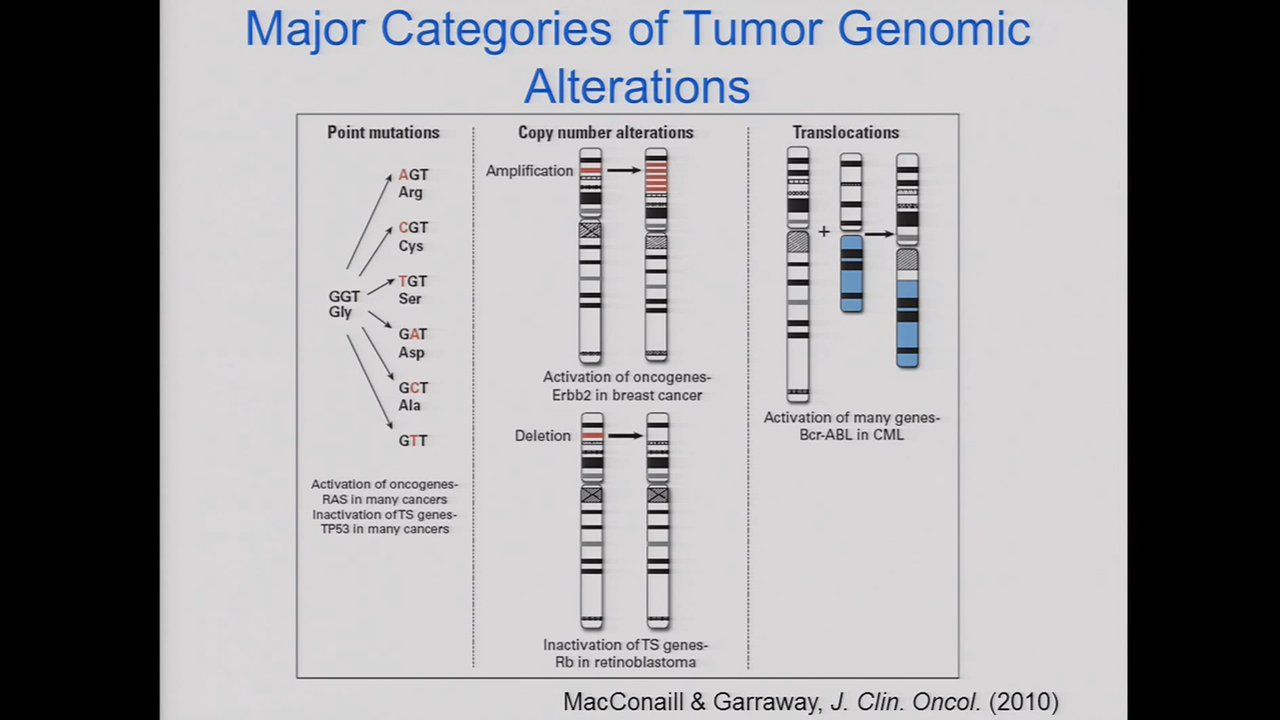 Major Categories of Tumor Genomic
Alterations
Point mutations
AGT
Arg
CGT
Cys
TGT
Ser
GGT
Gly
GAT
Asp
GCT
Ala
GTT
Activation of oncogenes-
RAS in many cancers
Inactivation of TS genes-
TP53 in many cancers
Copy number alterations
Amplification
Activation of oncogenes-
Erbb2 in breast cancer
Deletion
Inactivation of TS genes-
Rb in retinoblastoma
Translocations
+
Activation of many genes-
Bcr-ABL in CML
MacConaill & Garraway, J. Clin. Oncol. (2010)